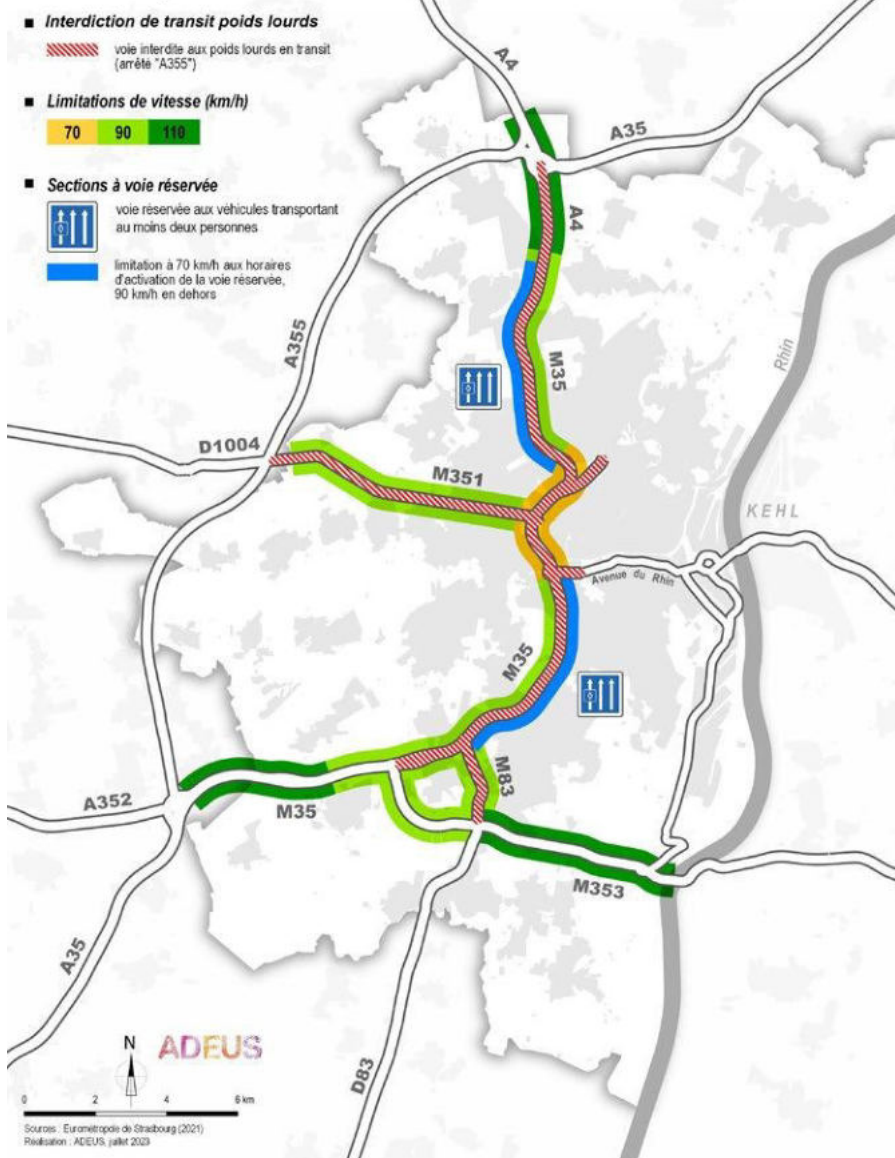 Interdiction de transit poids lourds
voie interdite aux poids lourds en transit
(arrêté "A355")
Limitations de vitesse (km/h)
70 90 110
Sections à voie réservée
voie réservée aux véhicules transportant
au moins deux personnes
limitation à 70 km/h aux horaires
d'activation de la voie réservée,
90 km/h en dehors
A4
A35
A4
A355
Rhin
M35
D1004
M351
KEHL
Avenue du Rhin
M35
M83
A352
M35
M353
A35
D83
N
ADEUS
0 2 4 6 km
Sources : Eurométropole de Strasbourg (2021)
Réalisation : ADEUS, juillet 2023